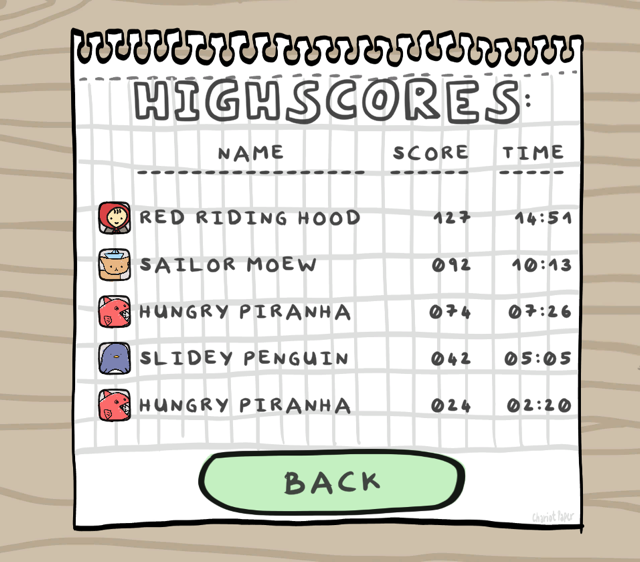 HIGHSCORES:
NAME SCORE TIME
RED RIDING HOOD 127 14:51
SAILOR MOEW 092 10:13
HUNGRY PIRANHA 074 07:26
SLIDEY PENGUIN 042 05:05
HUNGRY PIRANHA 024 02:20
BACK